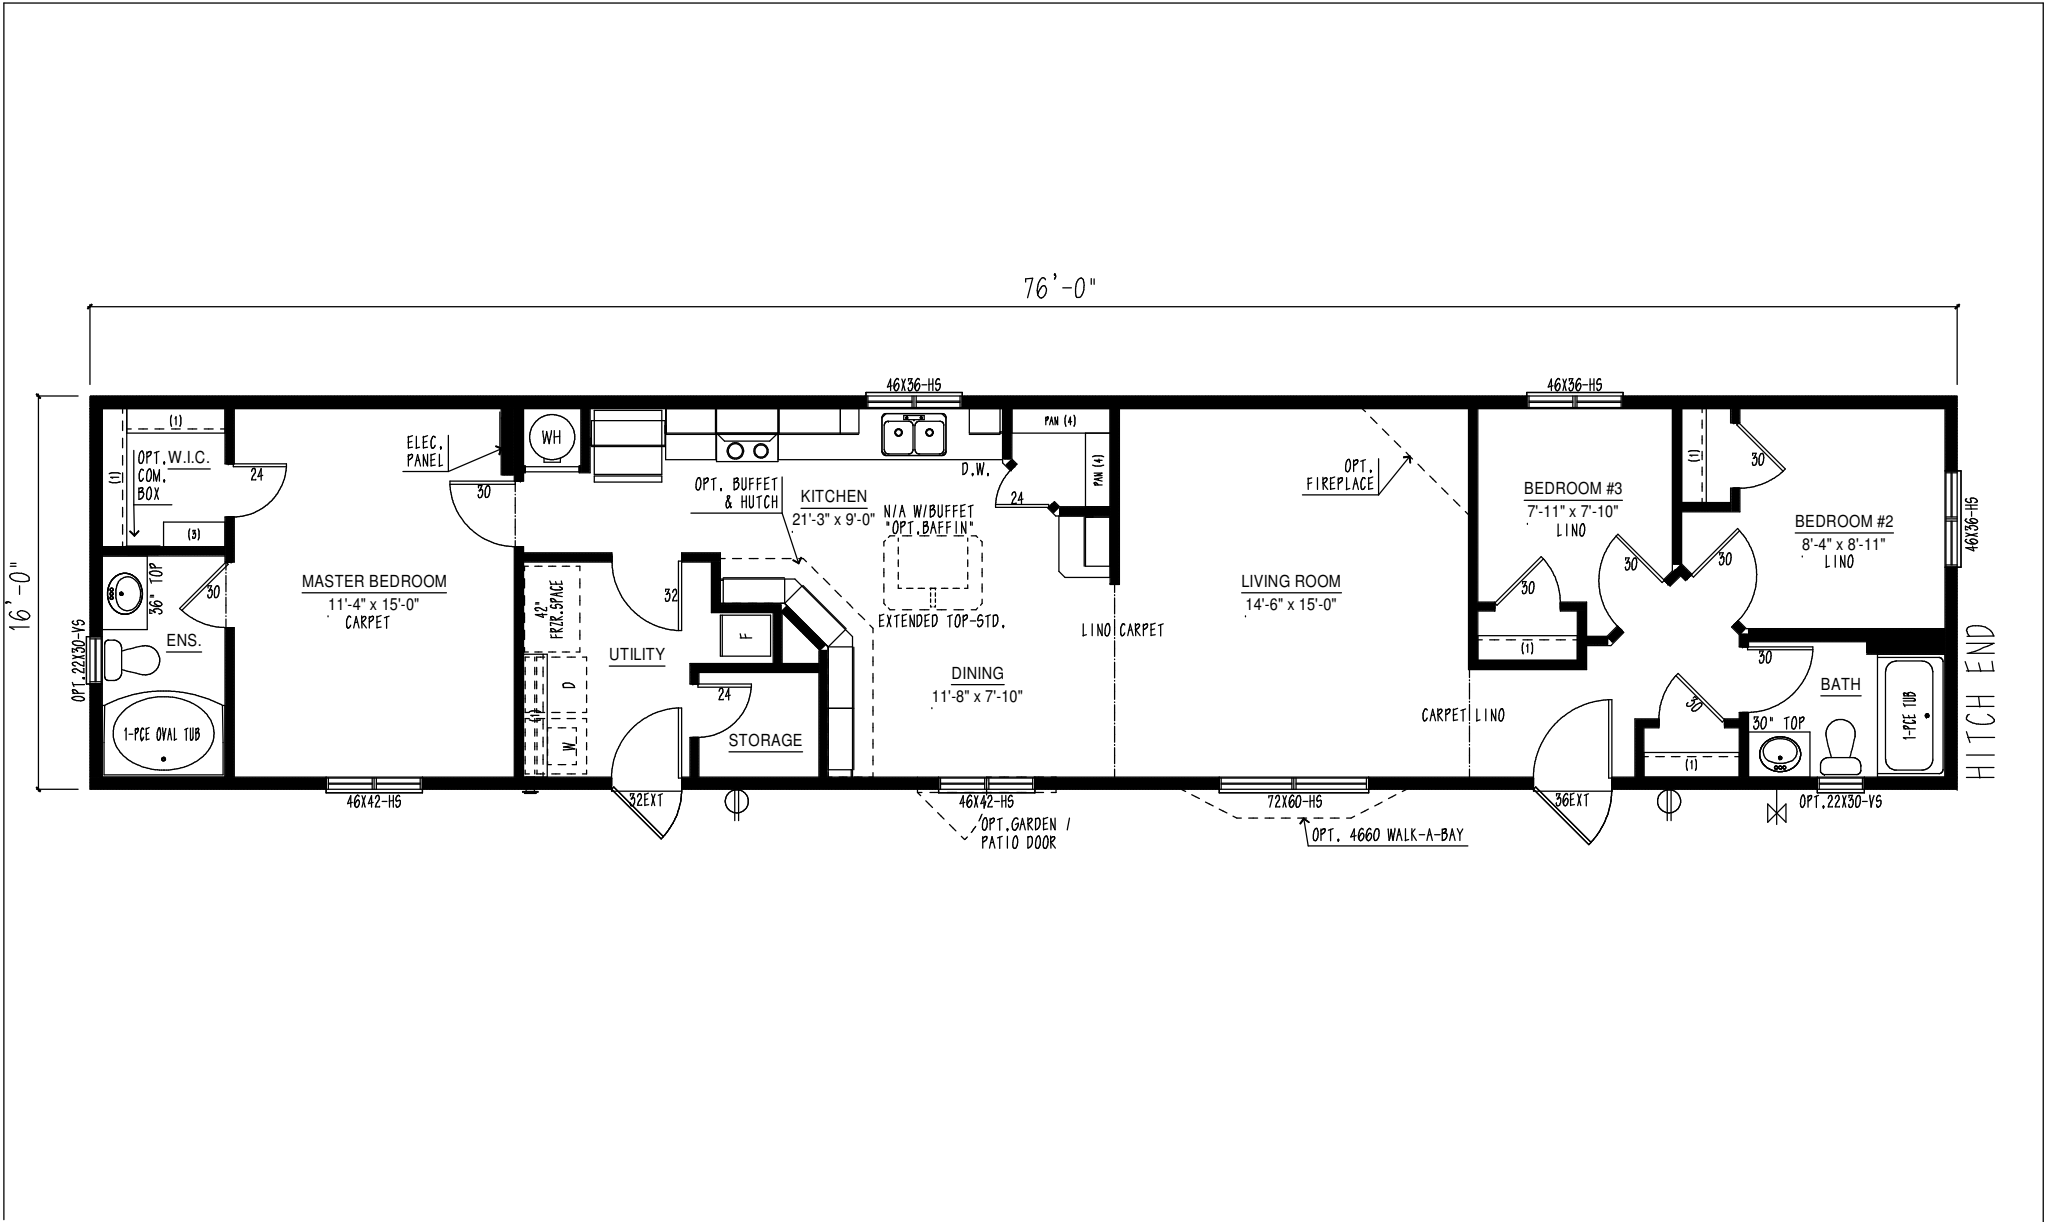 76'-0"
16'-0"
46X36-HS
46X36-HS
(1)
(1)
OPT. W.I.C.
COM.
BOX
24
(3)
ELEC.
PANEL
30
WH
OPT. BUFFET
& HUTCH
KITCHEN
21'-3" x 9'-0"
N/A W/BUFFET
"OPT.BAFFIN"
EXTENDED TOP-STD.
D.W.
PAN (4)
PAN (4)
24
OPT.
FIREPLACE
BEDROOM #3
7'-11" x 7'-10"
LINO
30
30
(1)
(1)
30
BEDROOM #2
8'-4" x 8'-11"
LINO
30
46X36-HS
MASTER BEDROOM
11'-4" x 15'-0"
CARPET
36" TOP
30
ENS.
OPT.22X30-VS
1-PCE OVAL TUB
42"
FRZR.SPACE
32
F
UTILITY
D
W
(1)
24
STORAGE
DINING
11'-8" x 7'-10"
LINO CARPET
LIVING ROOM
14'-6" x 15'-0"
CARPET LINO
30
(1)
30
BATH
30" TOP
1-PCE TUB
HITCH END
46X42-HS
32EXT
46X42-HS
OPT.GARDEN /
PATIO DOOR
72X60-HS
OPT. 4660 WALK-A-BAY
36EXT
OPT.22X30-VS